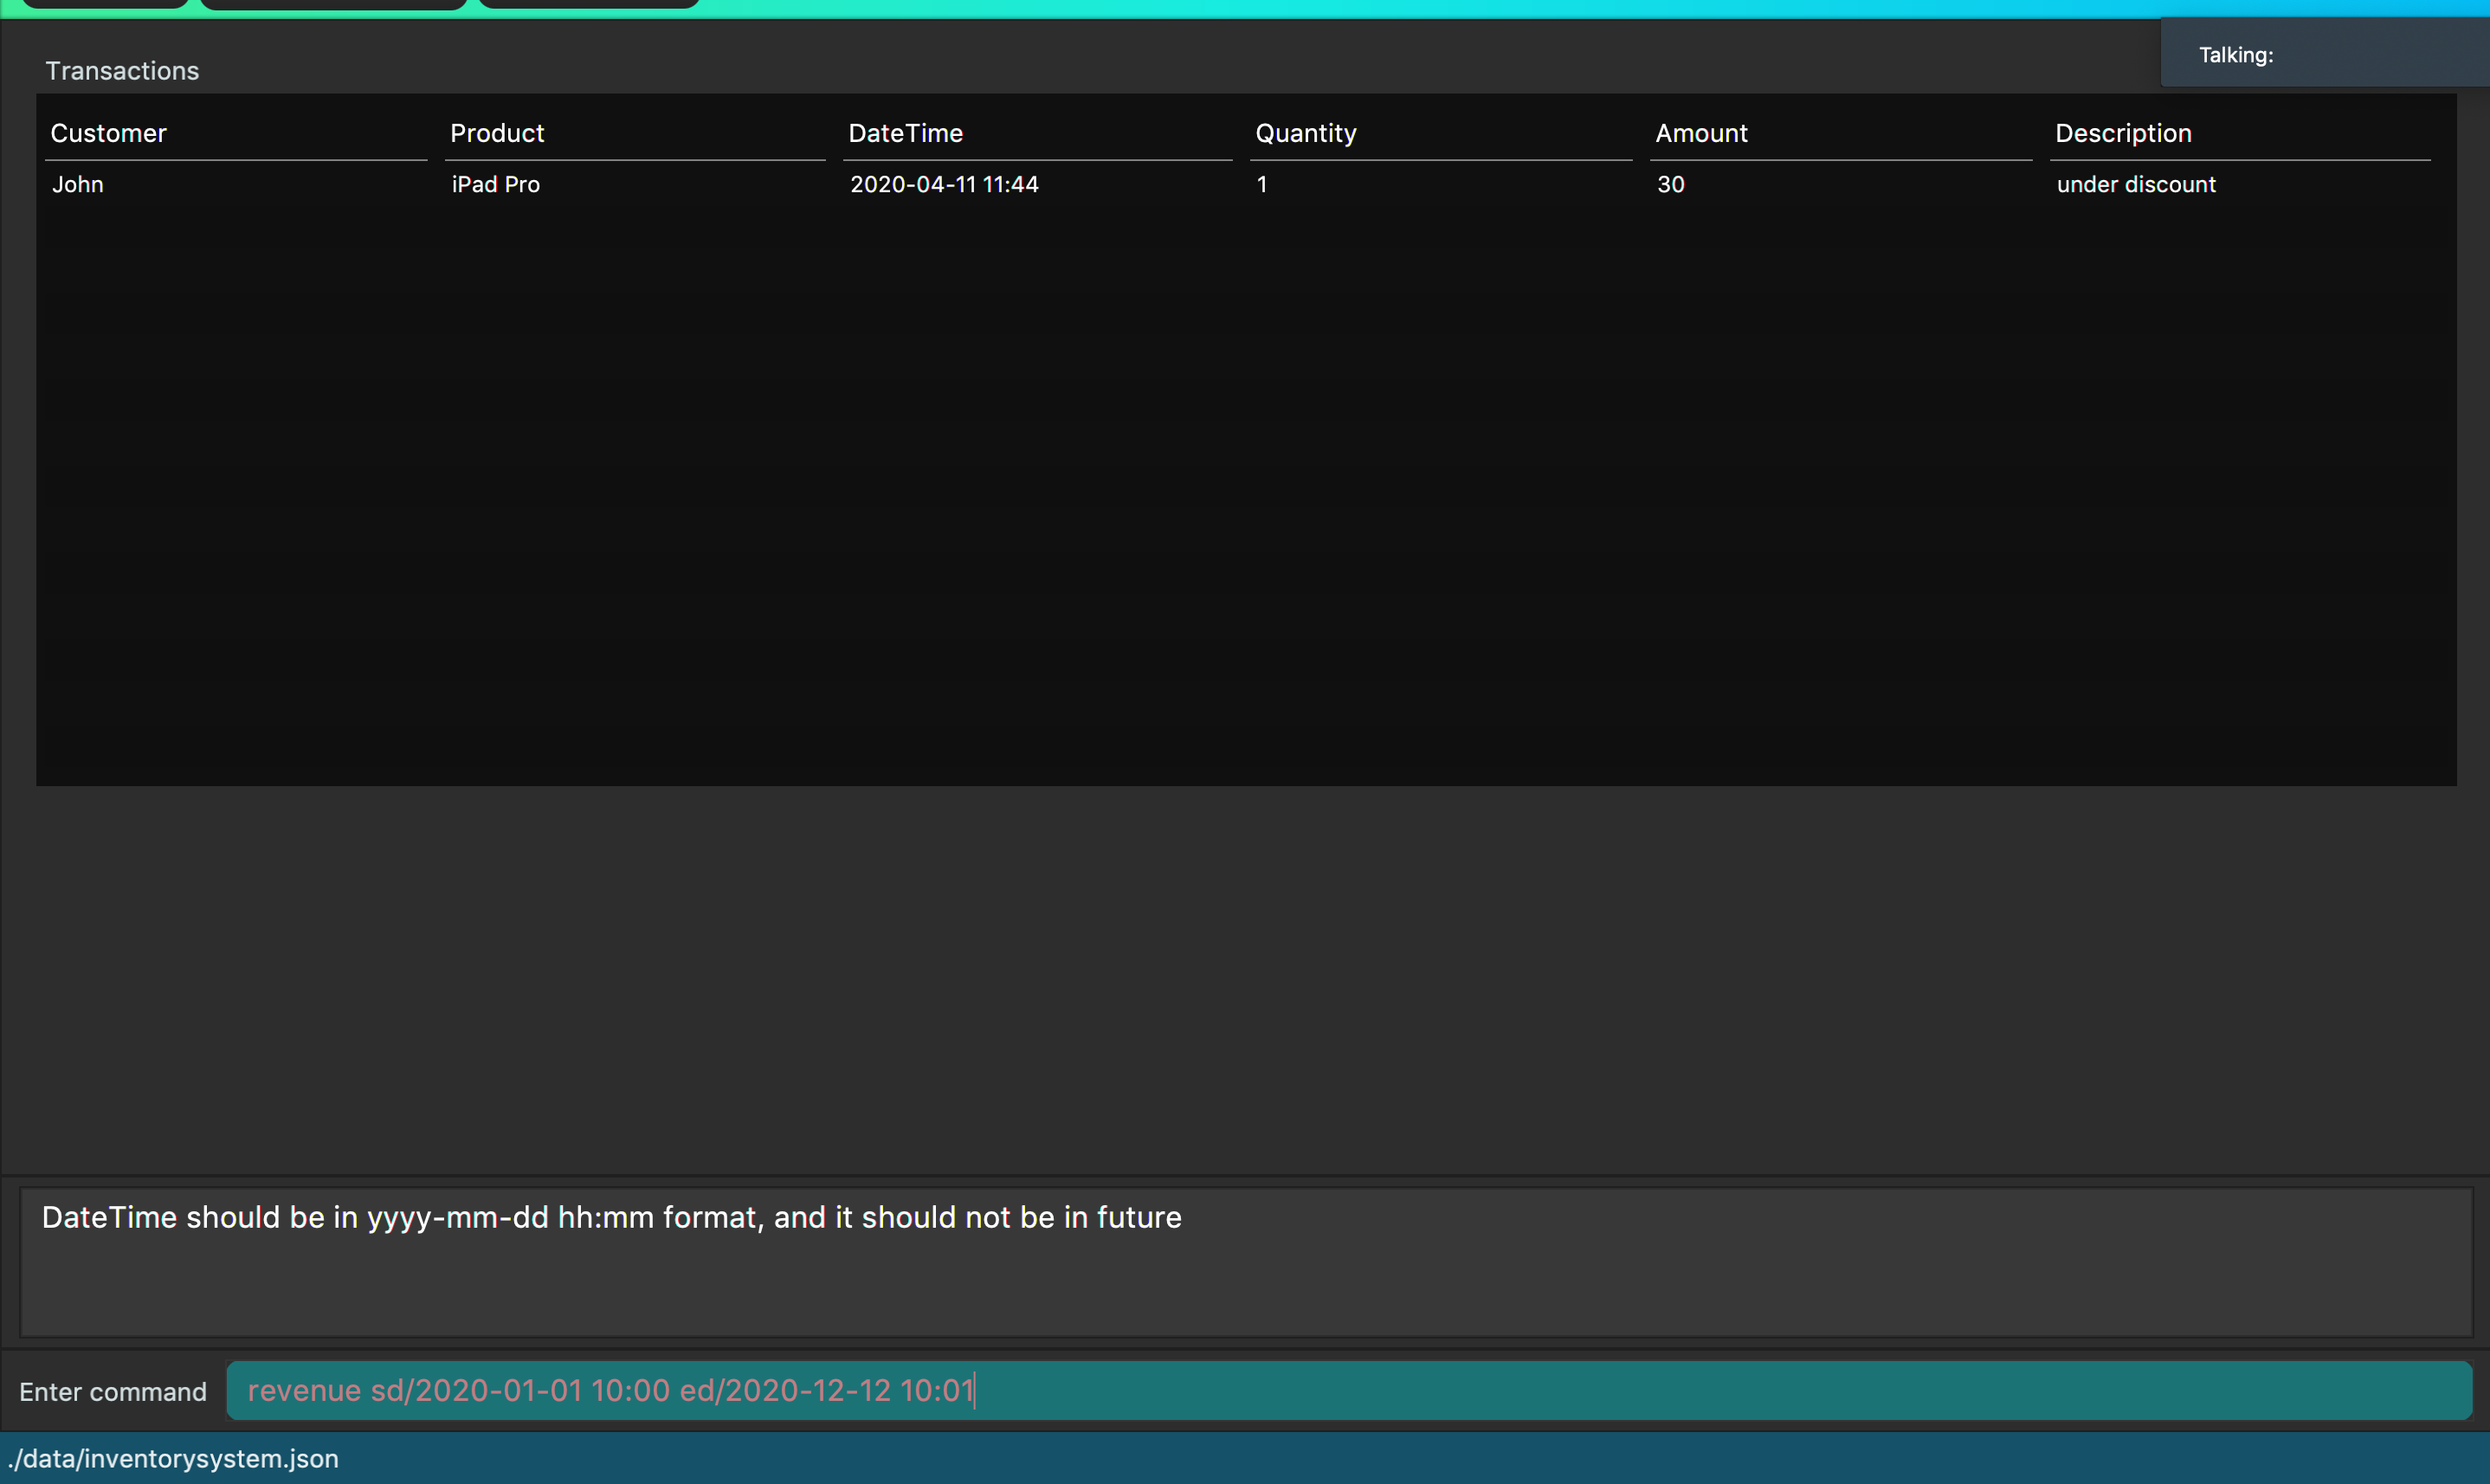 Talking:
Transactions
Customer Product DateTime Quantity Amount Description
John iPad Pro 2020-04-11 11:44 1 30 under discount
DateTime should be in yyyy-mm-dd hh:mm format, and it should not be in future
Enter command revenue sd/2020-01-01 10:00 ed/2020-12-12 10:01
./data/inventorysystem.json